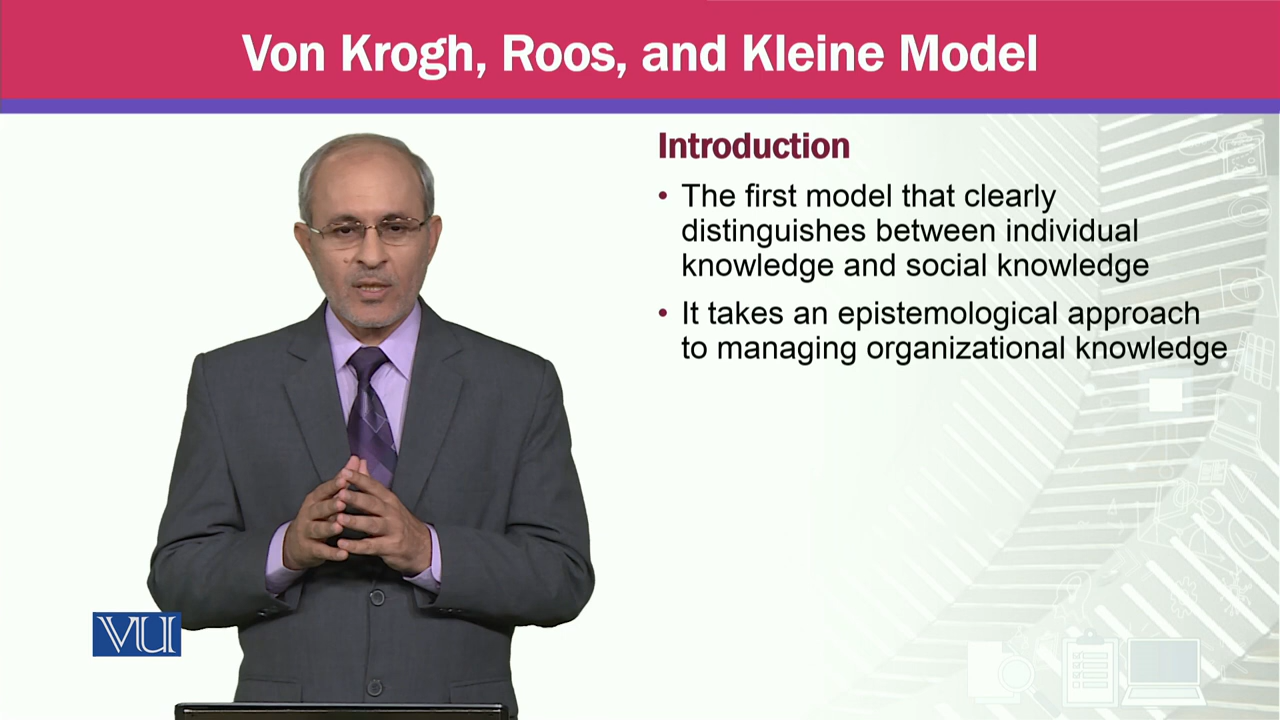 Von Krogh, Roos, and Kleine Model
Introduction
• The first model that clearly
distinguishes between individual
knowledge and social knowledge
• It takes an epistemological approach
to managing organizational knowledge
VU